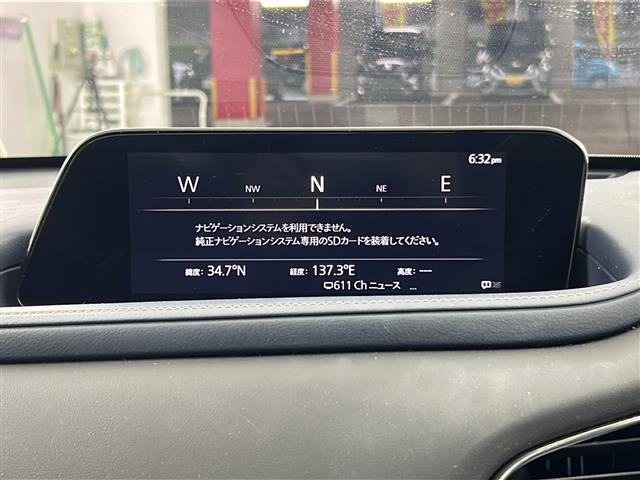 6:32pm
W NW N NE E
ナビゲーションシステムを利用できません。
純正ナビゲーションシステム専用のSDカードを装着してください。
緯度: 34.7°N 経度: 137.3°E 高度: ---
611 Ch ニュース ...